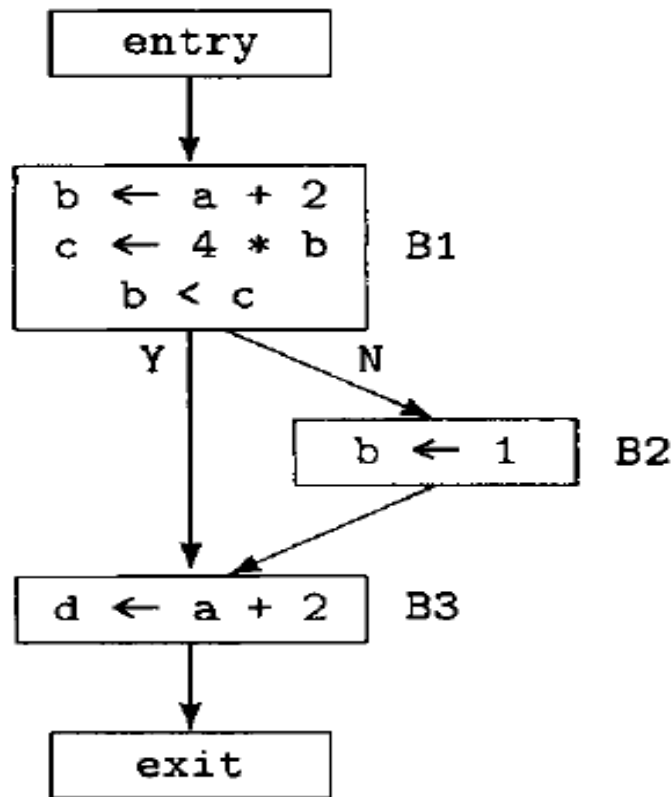 entry
b ← a + 2
c ← 4 * b
b < c
B1
Y
N
b ← 1
B2
d ← a + 2
B3
exit